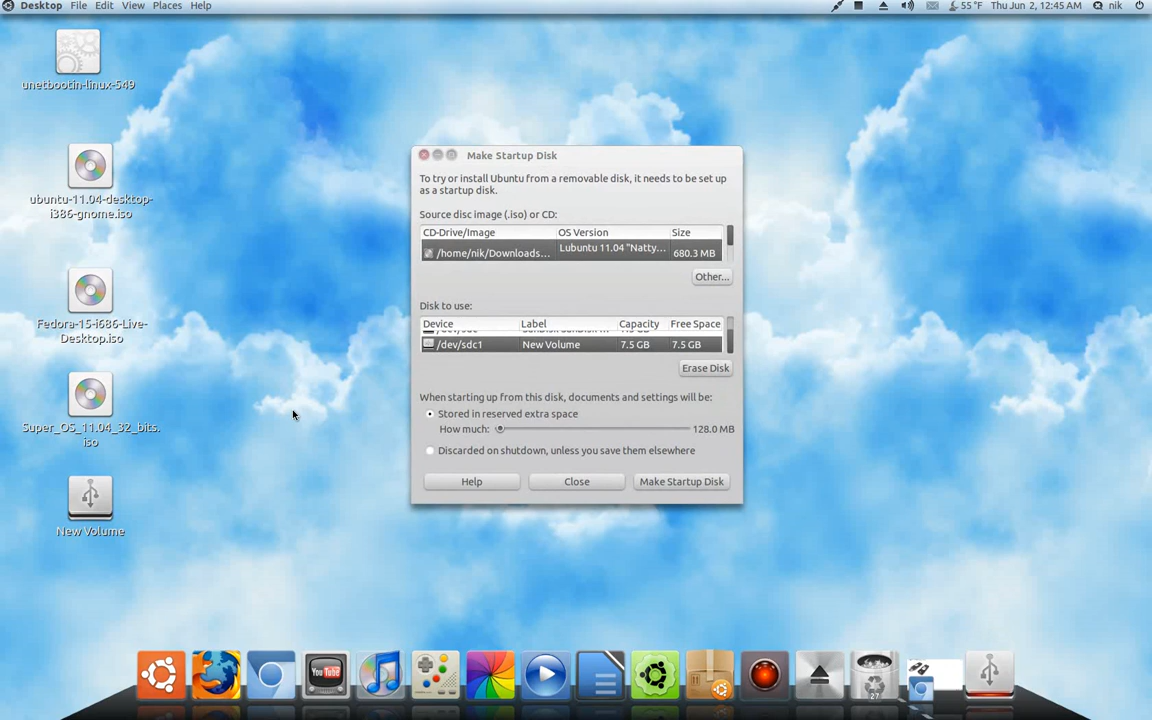 Desktop File Edit View Places Help
55 °F Thu Jun 2, 12:45 AM nik
unetbootin-linux-549
ubuntu-11.04-desktop-
i386-gnome.iso
Fedora-15-i686-Live-
Desktop.iso
Super_OS_11.04_32_bits.
iso
New Volume
Make Startup Disk
To try or install Ubuntu from a removable disk, it needs to be set up
as a startup disk.
Source disc image (.iso) or CD:
CD-Drive/Image OS Version Size
/home/nik/Downloads... Lubuntu 11.04 "Natty... 680.3 MB
Other...
Disk to use:
Device Label Capacity Free Space
/dev/sdc1 New Volume 7.5 GB 7.5 GB
Erase Disk
When starting up from this disk, documents and settings will be:
Stored in reserved extra space
How much: 128.0 MB
Discarded on shutdown, unless you save them elsewhere
Help Close Make Startup Disk
You Tube
27